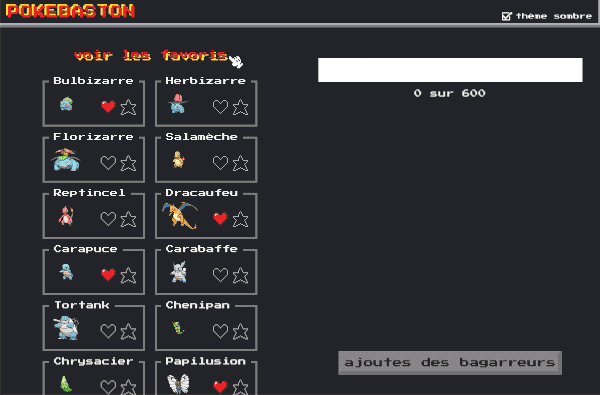 POKEBASTON
thème sombre
voir les favoris
0 sur 600
Bulbizarre
Herbizarre
Florizarre
Salamèche
Reptincel
Dracaufeu
Carapuce
Carabaffe
Tortank
Chenipan
Chrysacier
Papilusion
ajoutes des bagarreurs